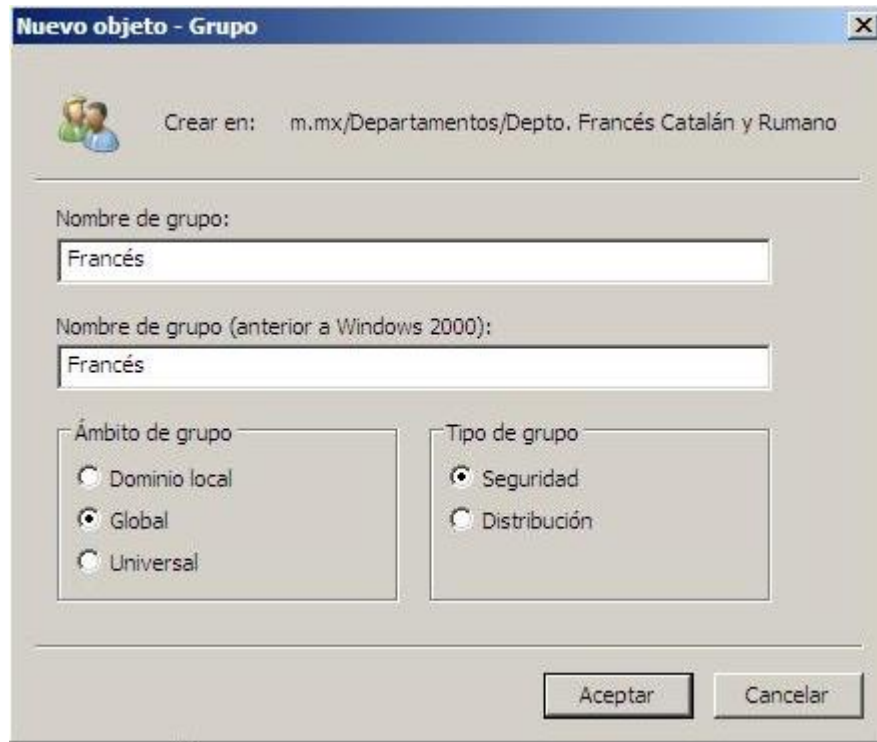 Nuevo objeto - Grupo
Crear en: m.mx/Departamentos/Depto. Francés Catalán y Rumano
Nombre de grupo:
Francés
Nombre de grupo (anterior a Windows 2000):
Francés
Ámbito de grupo
Dominio local
Global
Universal
Tipo de grupo
Seguridad
Distribución
Aceptar
Cancelar